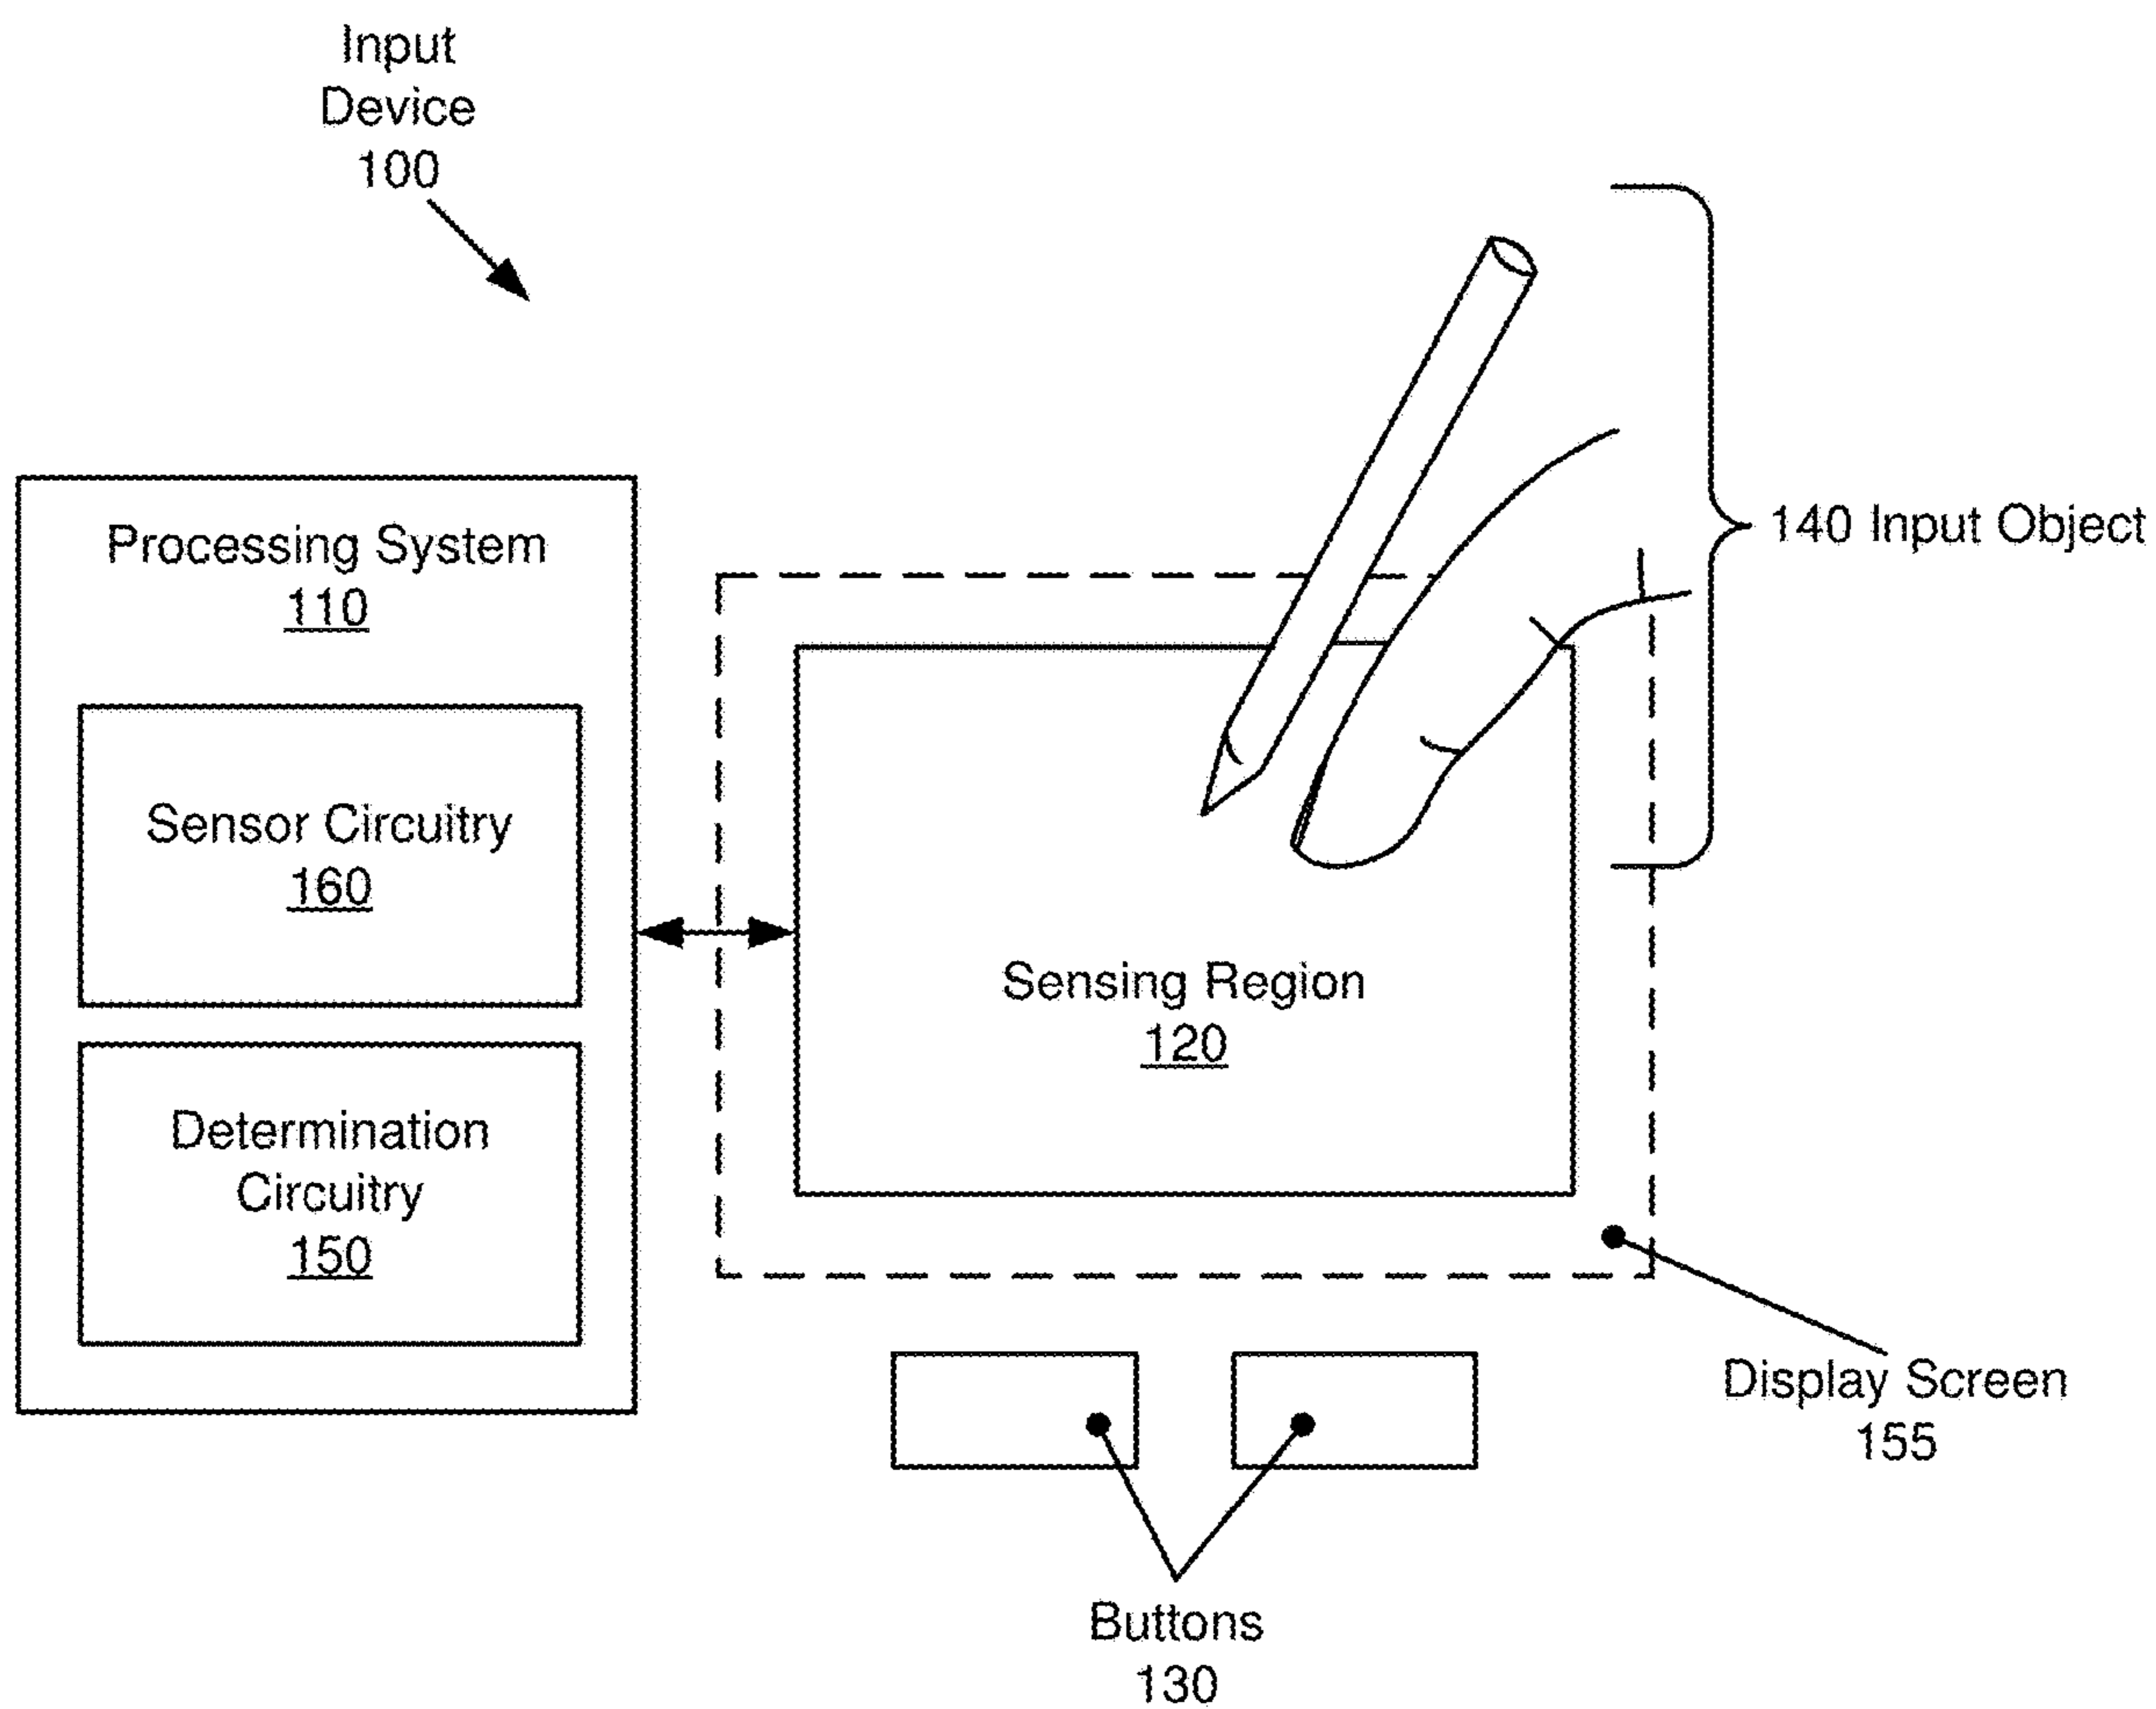 Input
Device
100
140 Input Object
Processing System
110
Sensor Circuitry
160
Sensing Region
120
Determination
Circuitry
150
Display Screen
155
Buttons
130